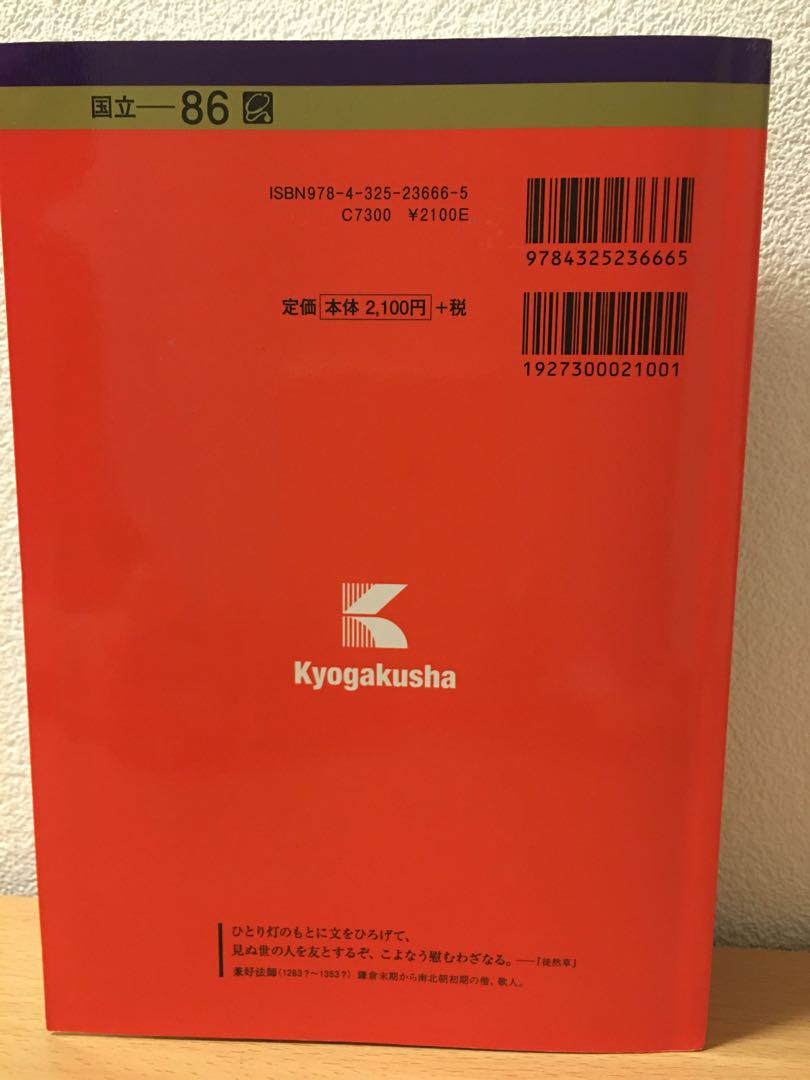 国立—86
ISBN978-4-325-23666-5
C7300 ¥2100E
9784325236665
定価 本体 2,100円 +税
1927300021001
Kyogakusha
ひとり灯のもとに文をひろげて、
見ぬ世の人を友とするぞ、こよなう慰むわざなる。——『徒然草』
兼好法師(1283?〜1353?) 鎌倉末期から南北朝初期の僧、歌人。